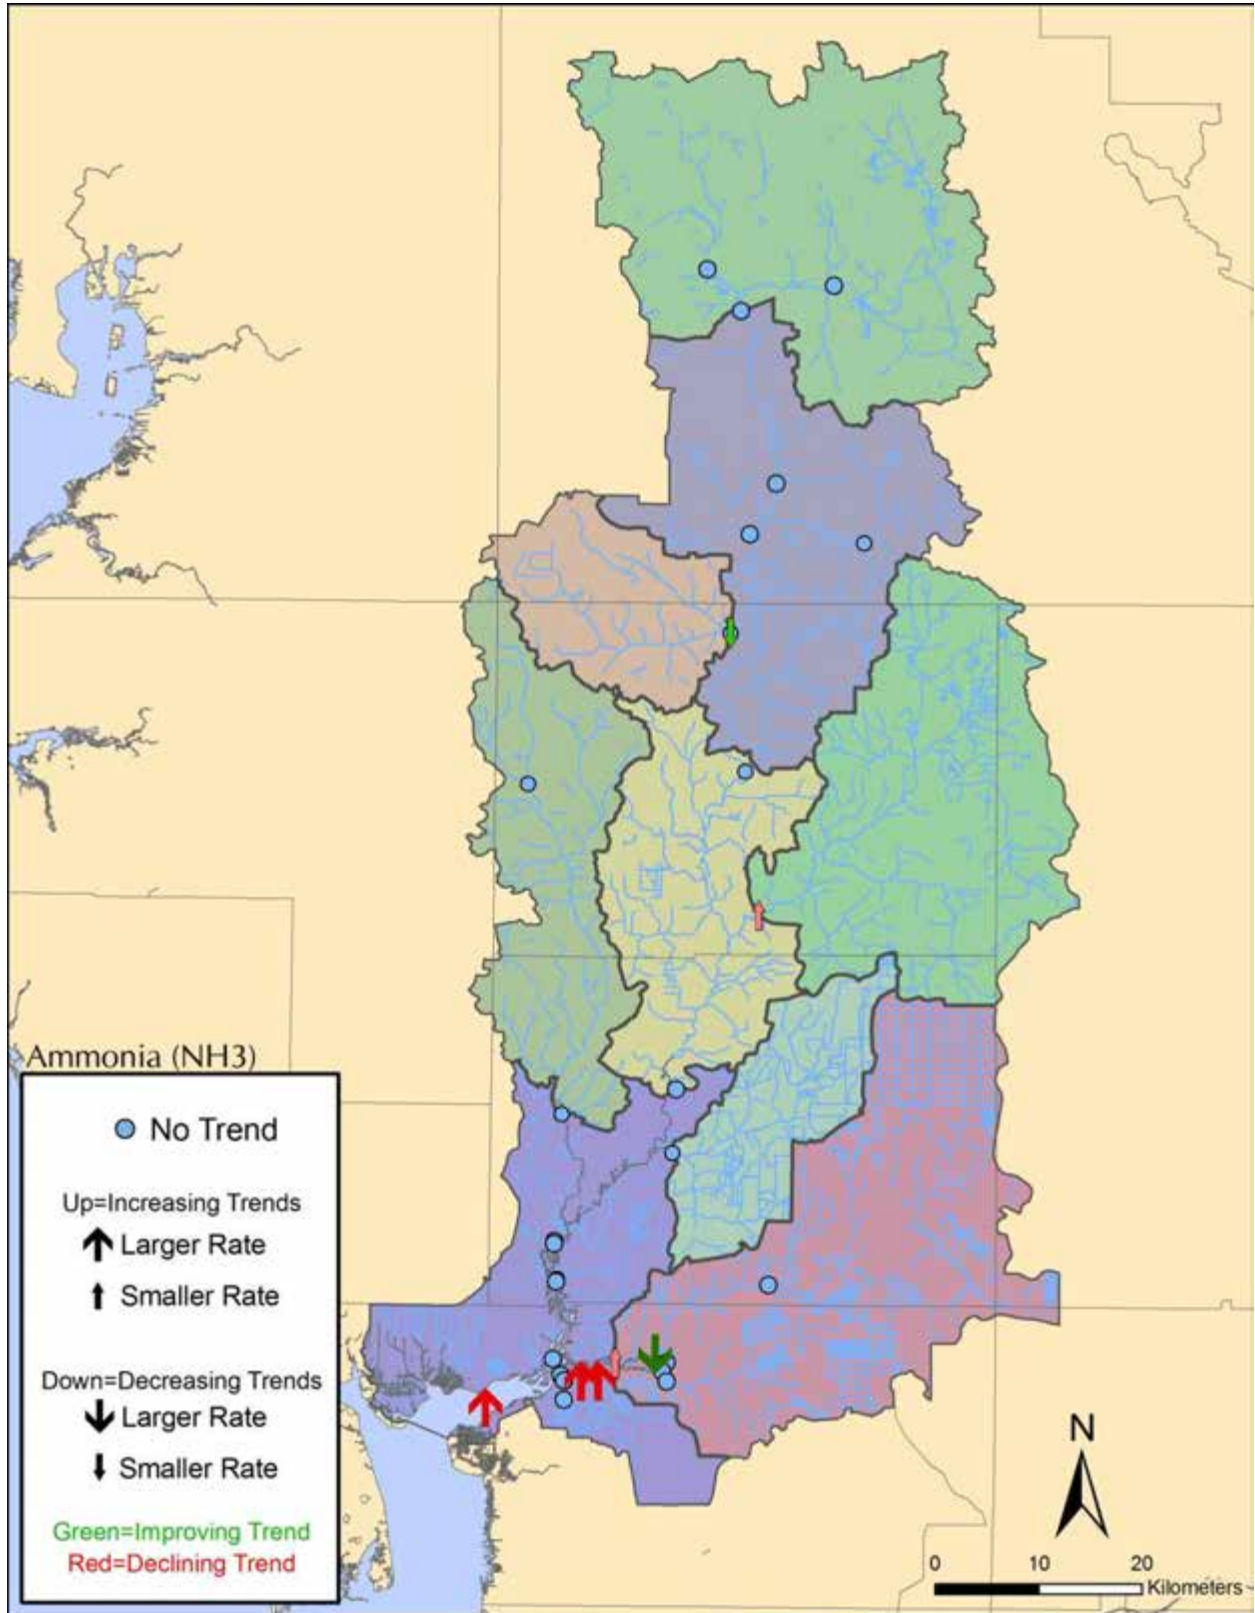 Ammonia (NH3)
No Trend
Up=Increasing Trends
Larger Rate
Smaller Rate
Down=Decreasing Trends
Larger Rate
Smaller Rate
Green=Improving Trend
Red=Declining Trend
N
0 10 20
Kilometers